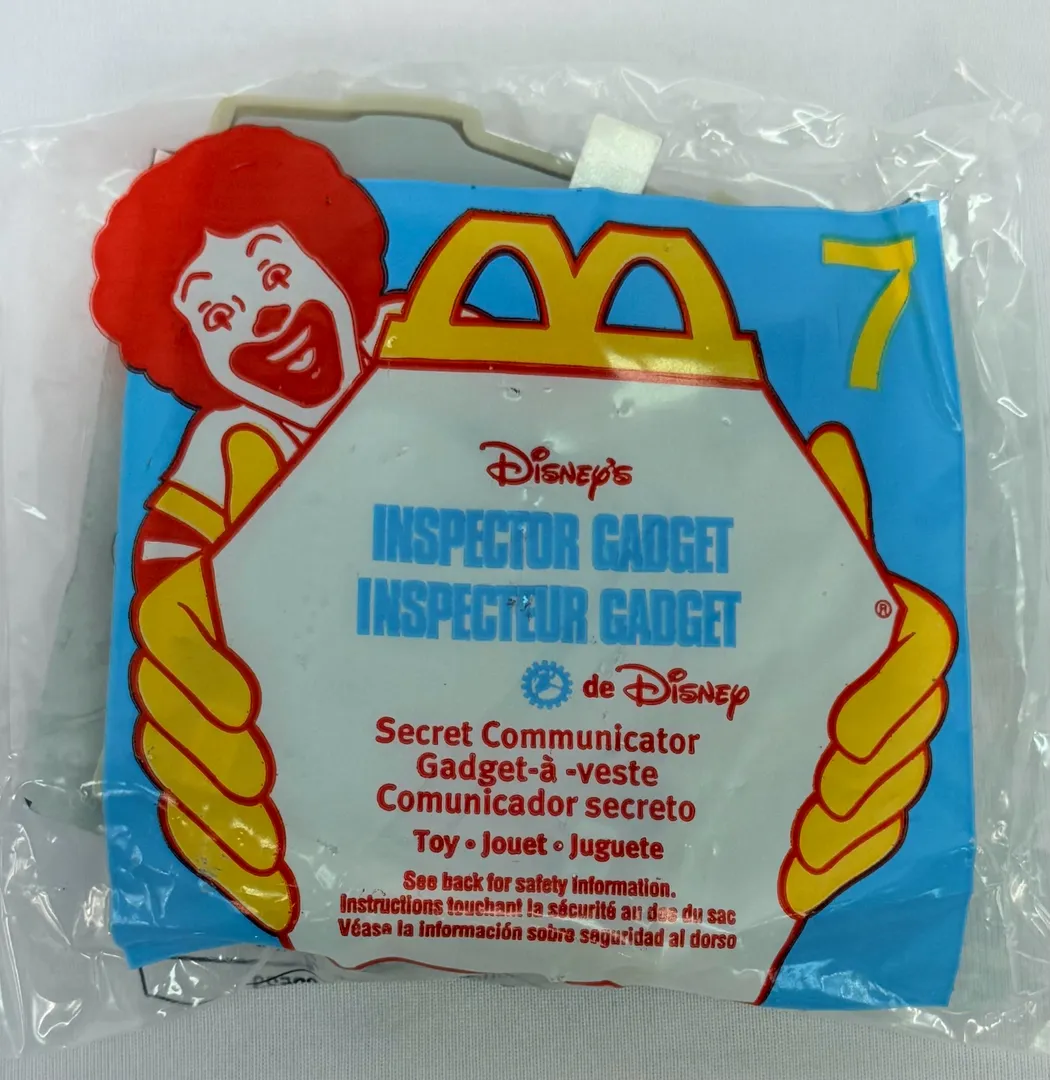 7
Disney's
INSPECTOR GADGET
INSPECTEUR GADGET
®
de Disney
Secret Communicator
Gadget-à -veste
Comunicador secreto
Toy • Jouet • Juguete
See back for safety information.
Instructions touchant la sécurité au dos du sac
Véase la información sobre seguridad al dorso